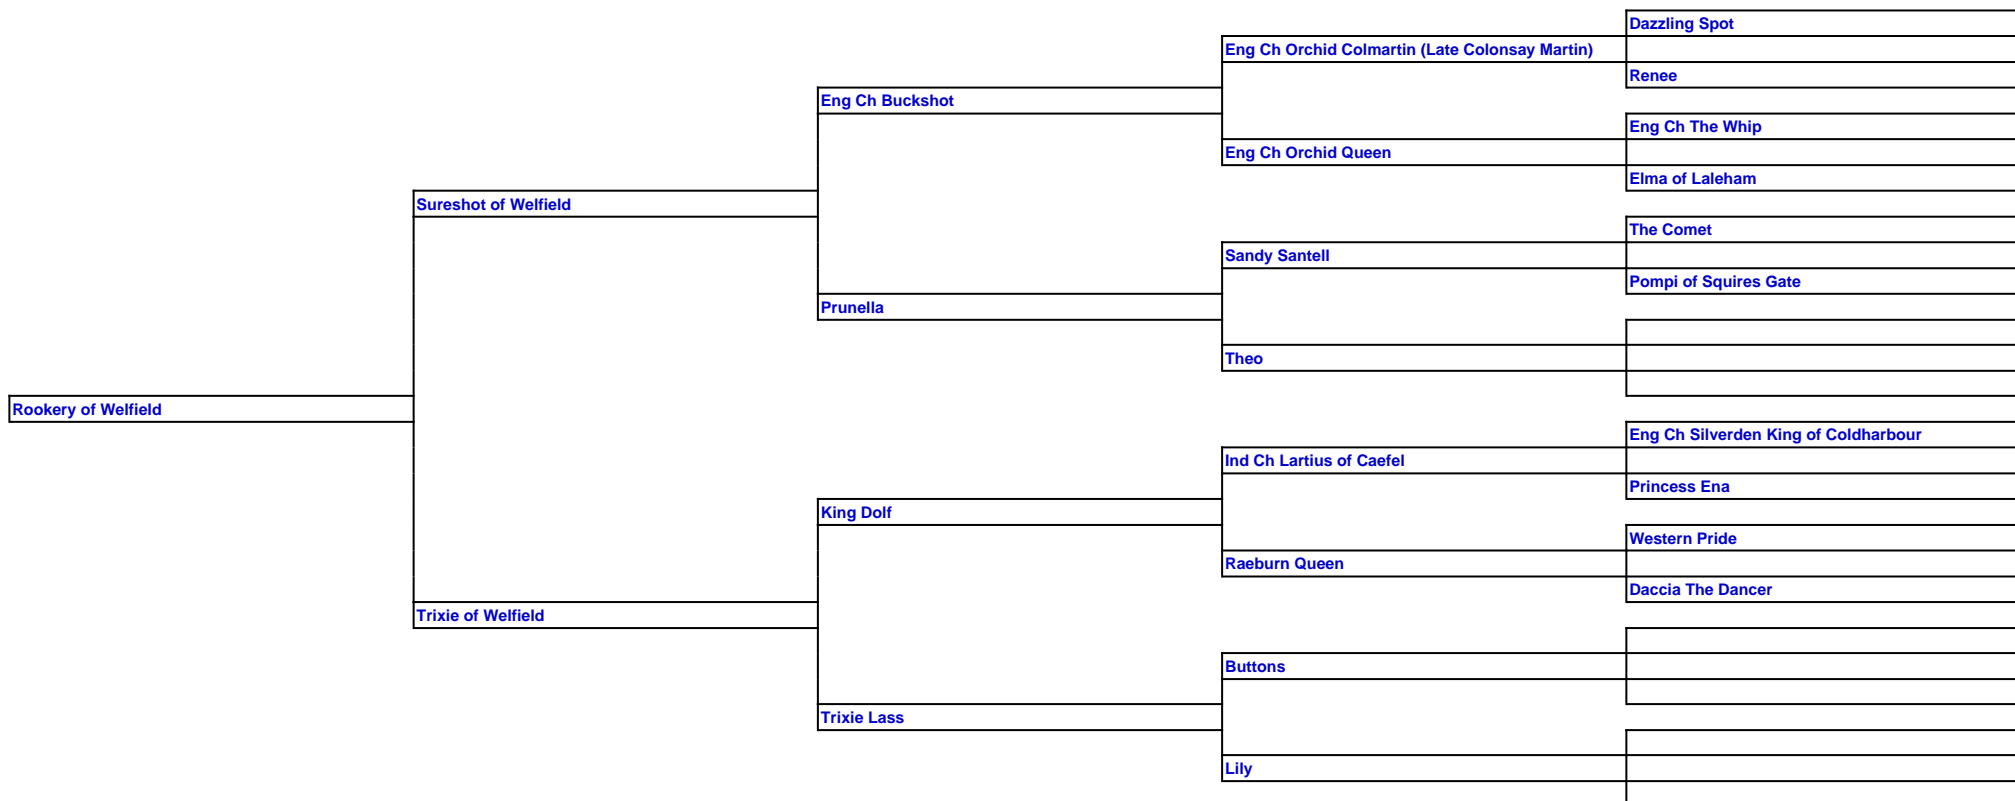 Dazzling Spot
Eng Ch Orchid Colmartin (Late Colonsay Martin)
Renee
Eng Ch Buckshot
Eng Ch The Whip
Eng Ch Orchid Queen
Elma of Laleham
Sureshot of Welfield
The Comet
Sandy Santell
Pompi of Squires Gate
Prunella
Theo
Rookery of Welfield
Eng Ch Silverden King of Coldharbour
Ind Ch Lartius of Caefel
Princess Ena
King Dolf
Western Pride
Raeburn Queen
Daccia The Dancer
Trixie of Welfield
Buttons
Trixie Lass
Lily